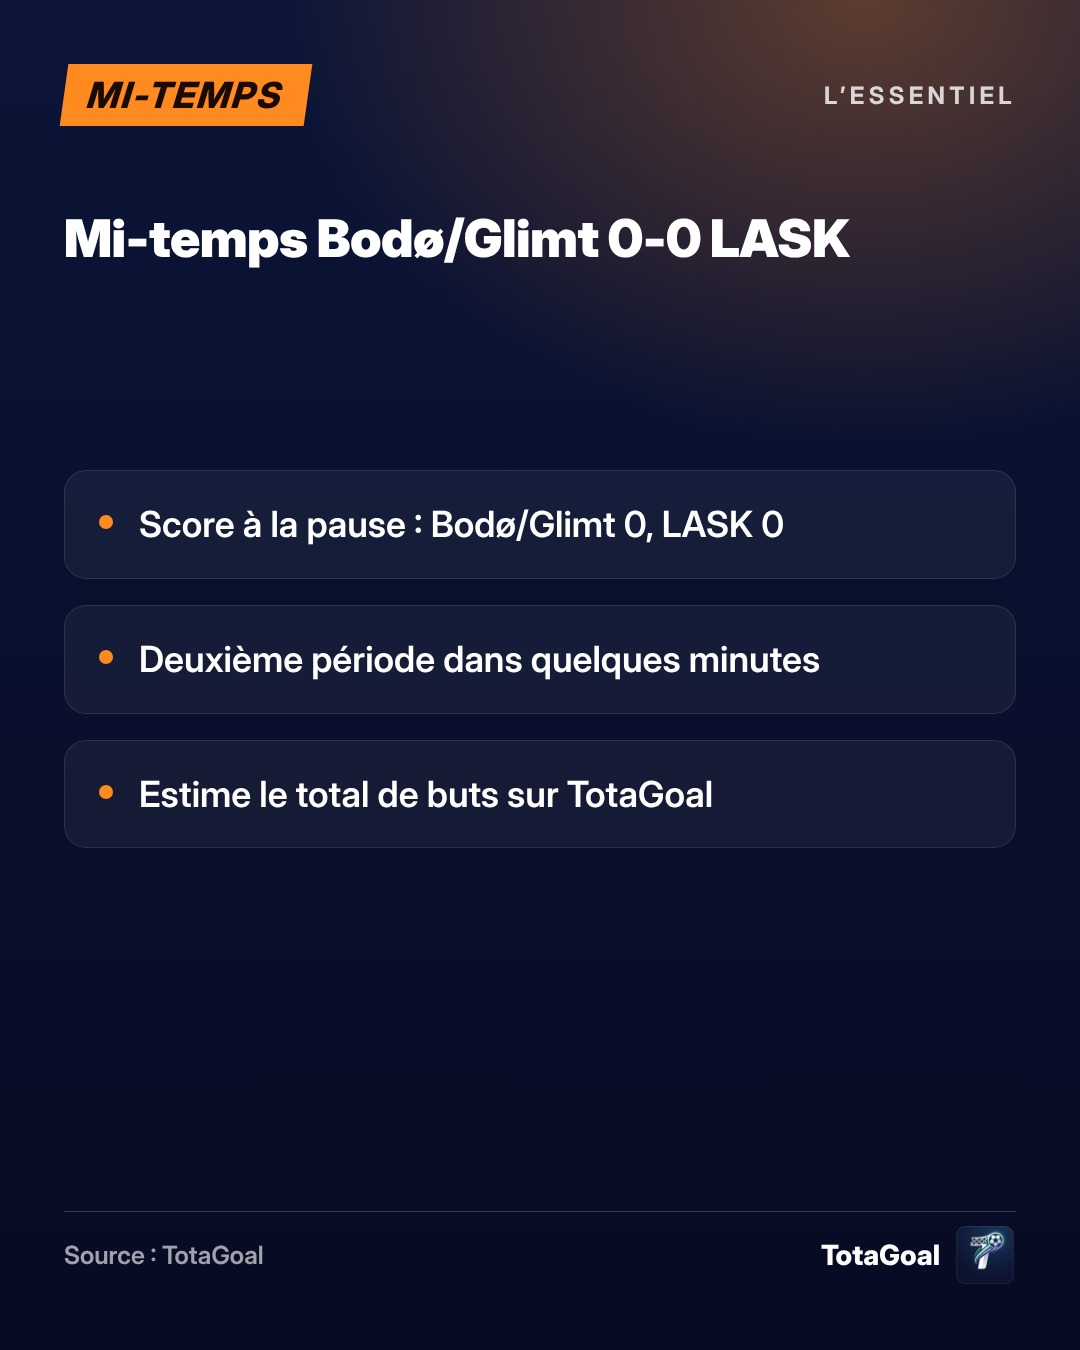 MI-TEMPS
L'ESSENTIEL
Mi-temps Bodø/Glimt 0-0 LASK
Score à la pause : Bodø/Glimt 0, LASK 0
Deuxième période dans quelques minutes
Estime le total de buts sur TotaGoal
Source : TotaGoal
TotaGoal